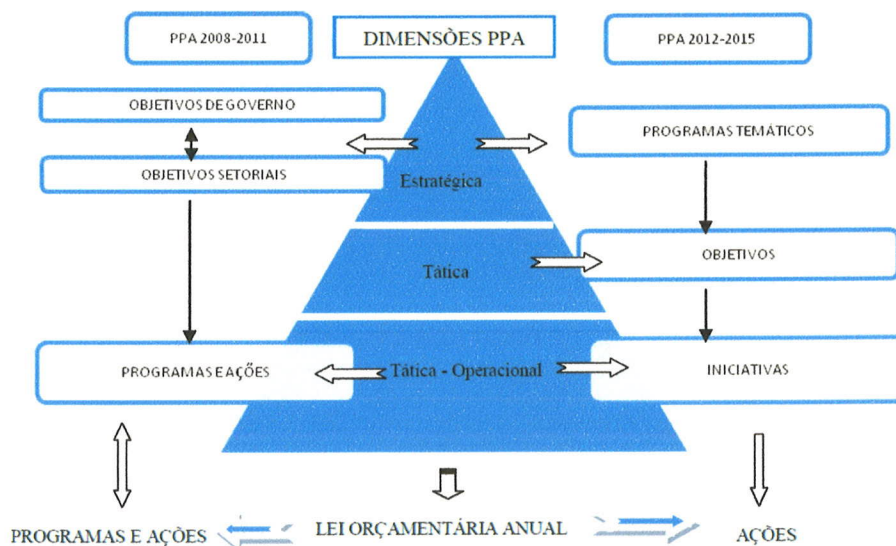 PPA 2008-2011
DIMENSÕES PPA
PPA 2012-2015
OBJETIVOS DE GOVERNO
PROGRAMAS TEMÁTICOS
OBJETIVOS SETORIAIS
Estratégica
OBJETIVOS
Tática
PROGRAMAS E AÇÕES
Tática - Operacional
INICIATIVAS
PROGRAMAS E AÇÕES
LEI ORÇAMENTÁRIA ANUAL
AÇÕES